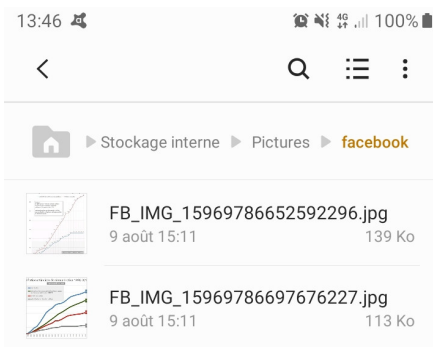 13:46 4G 100%
Stockage interne Pictures facebook
FB_IMG_15969786652592296.jpg
9 août 15:11 139 Ko
FB_IMG_15969786697676227.jpg
9 août 15:11 113 Ko